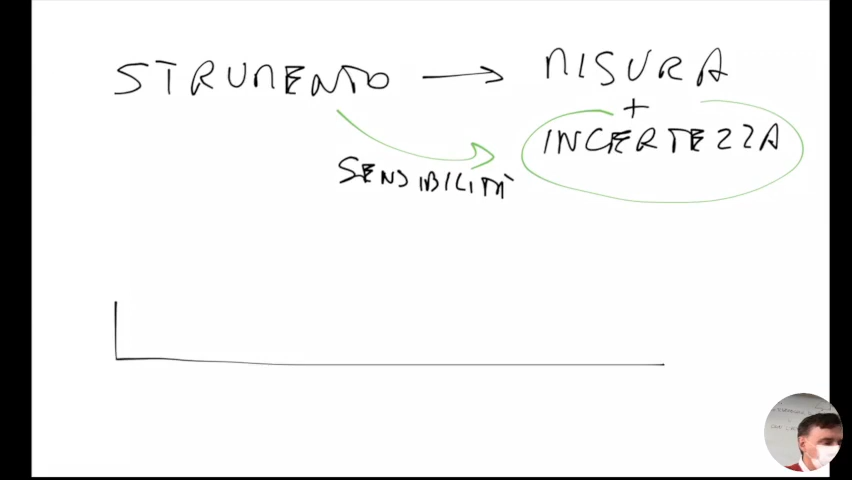 STRUMENTO → MISURA
+
INCERTEZZA
SENSIBILITÀ